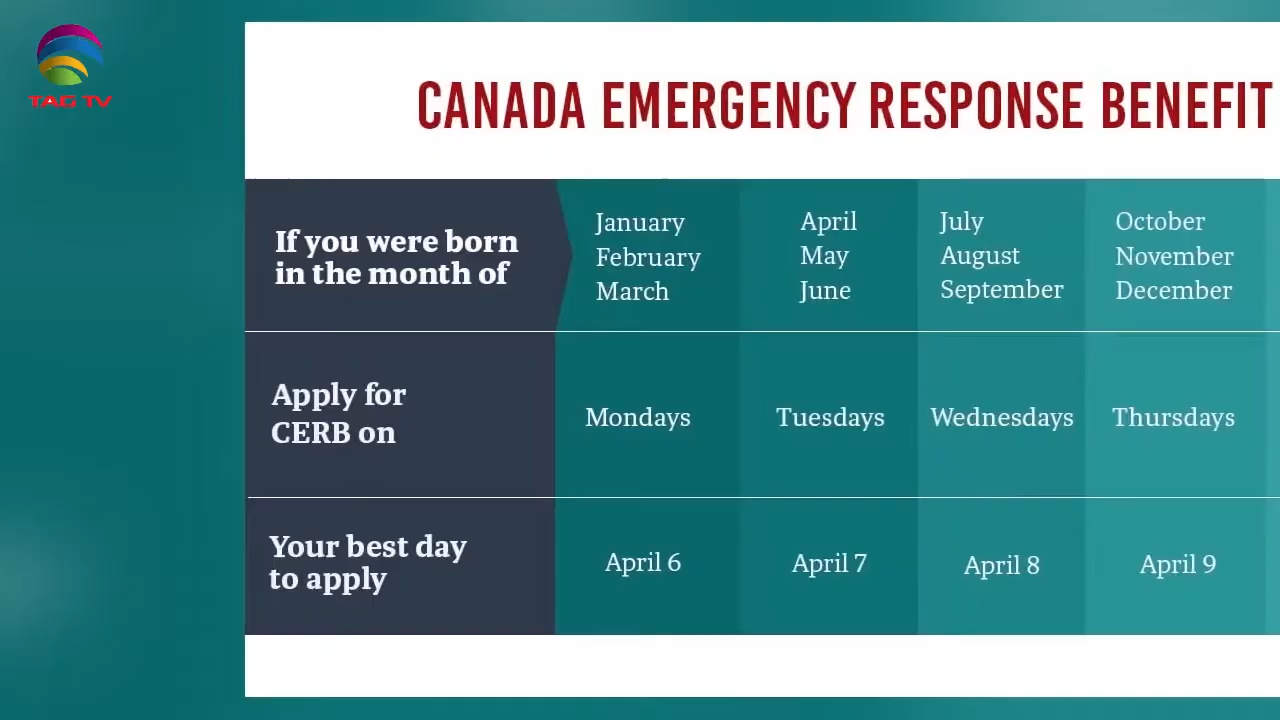 TAG TV
CANADA EMERGENCY RESPONSE BENEFIT
If you were born
in the month of
January
February
March
April
May
June
July
August
September
October
November
December
Apply for
CERB on
Mondays
Tuesdays
Wednesdays
Thursdays
Your best day
to apply
April 6
April 7
April 8
April 9